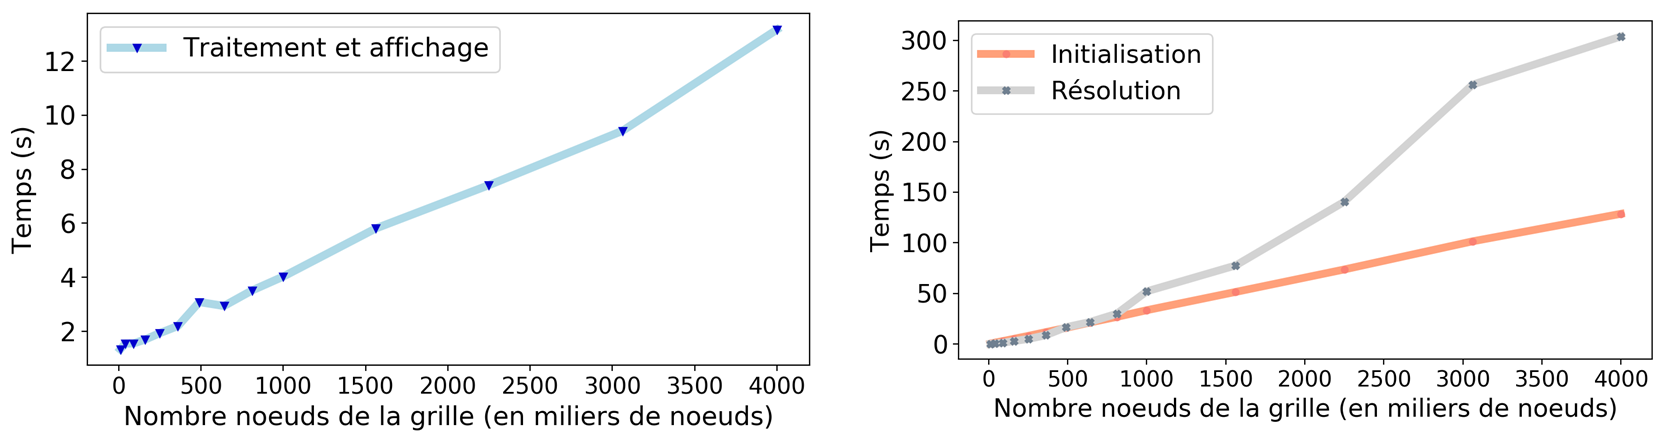 Traitement et affichage
12
10
8
6
4
2
Temps (s)
0 500 1000 1500 2000 2500 3000 3500 4000
Nombre noeuds de la grille (en miliers de noeuds)
Initialisation
Résolution
300
250
200
150
100
50
0
Temps (s)
0 500 1000 1500 2000 2500 3000 3500 4000
Nombre noeuds de la grille (en miliers de noeuds)